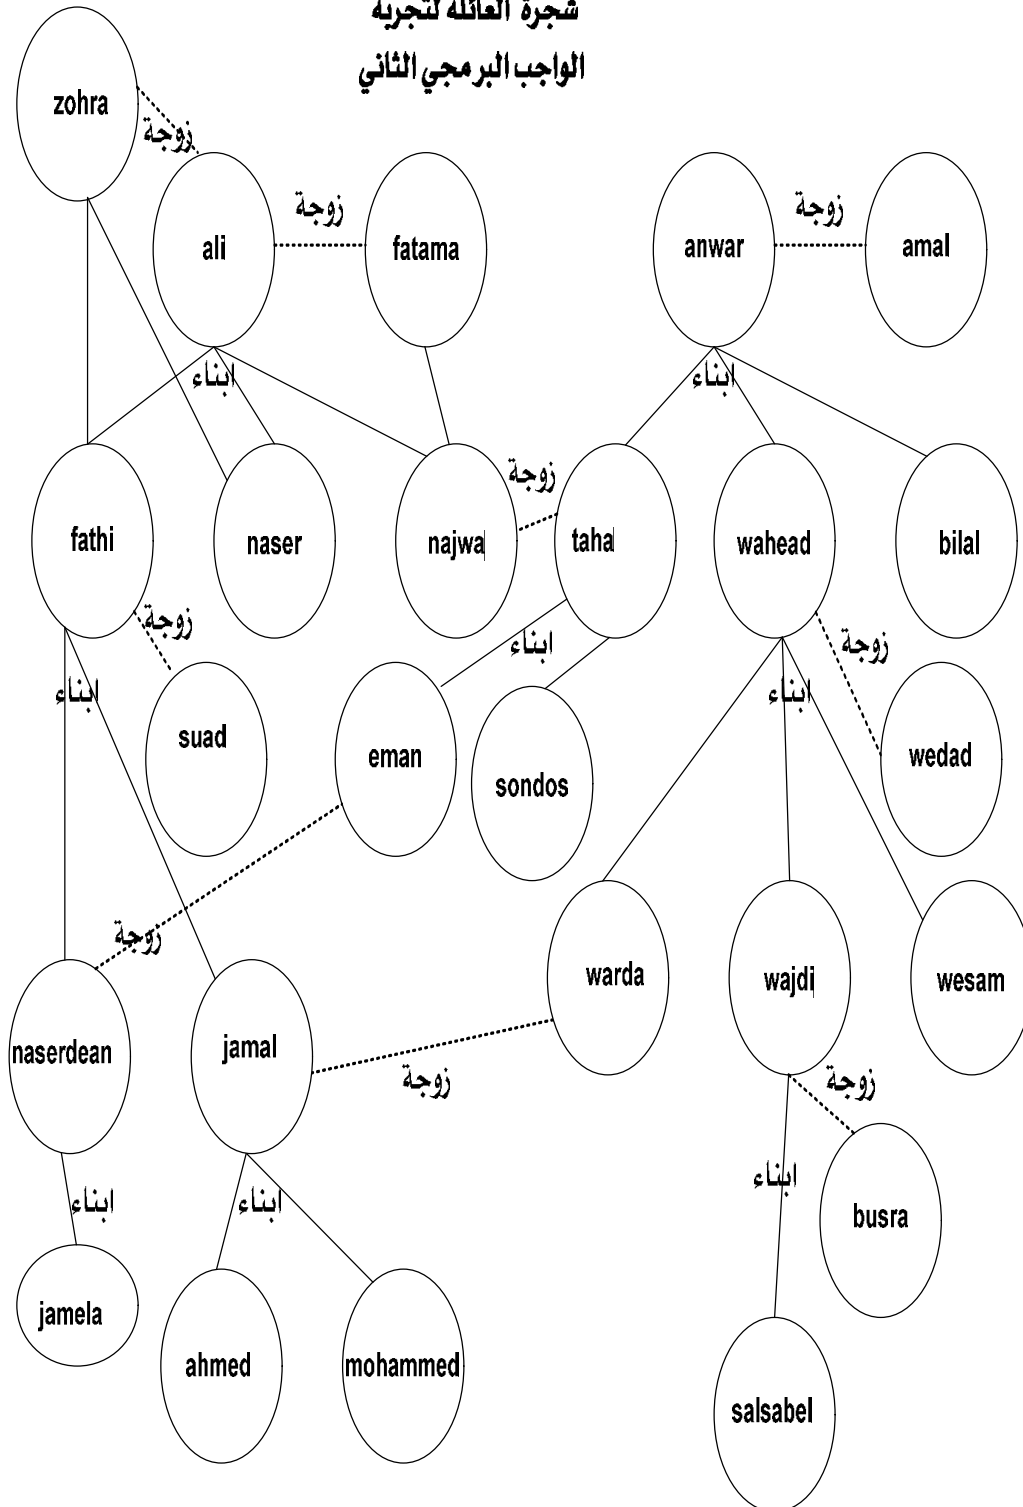 شجرة العائلة لتجربة
الواجب البرمجي الثاني
zohra
زوجة
ali
زوجة
fatama
anwar
زوجة
amal
ابناء
ابناء
fathi
naser
najwa
زوجة
taha
wahead
bilal
زوجة
ابناء
زوجة
ابناء
ابناء
suad
eman
sondos
wedad
زوجة
warda
wajdi
wesam
naserdean
jamal
زوجة
زوجة
ابناء
ابناء
ابناء
busra
jamela
ahmed
mohammed
salsabel